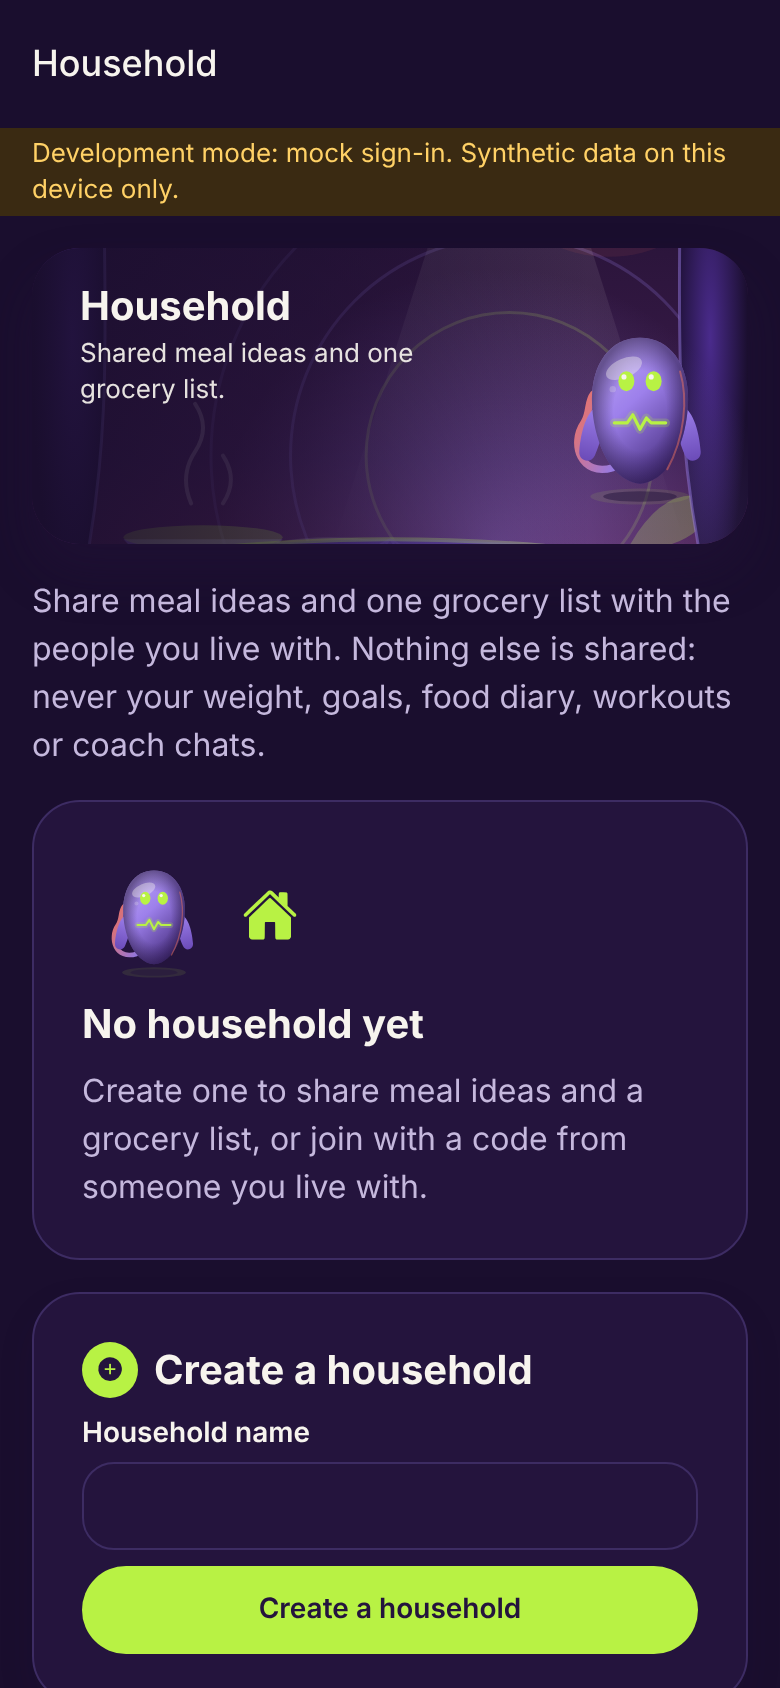 Household
Development mode: mock sign-in. Synthetic data on this
device only.
Household
Shared meal ideas and one
grocery list.
Share meal ideas and one grocery list with the
people you live with. Nothing else is shared:
never your weight, goals, food diary, workouts
or coach chats.
No household yet
Create one to share meal ideas and a
grocery list, or join with a code from
someone you live with.
Create a household
Household name
Create a household